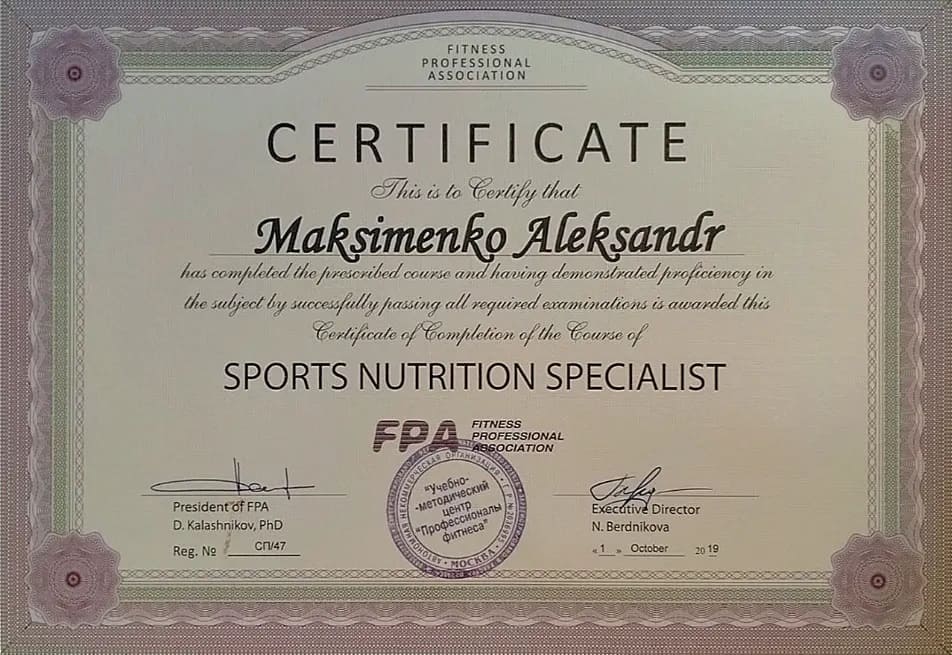 FITNESS
PROFESSIONAL
ASSOCIATION
CERTIFICATE
This is to Certify that
Maksimenko Aleksandr
has completed the prescribed course and having demonstrated proficiency in
the subject by successfully passing all required examinations is awarded this
Certificate of Completion of the Course of
SPORTS NUTRITION SPECIALIST
FPA
FITNESS
PROFESSIONAL
ASSOCIATION
АВТОНОМНАЯ НЕКОММЕРЧЕСКАЯ ОРГАНИЗАЦИЯ
"Учебно-
-методический
центр
"Профессионалы
фитнеса"
МОСКВА
President of FPA
D. Kalashnikov, PhD
Reg. № СП/47
Executive Director
N. Berdnikova
« 1 » October 2019